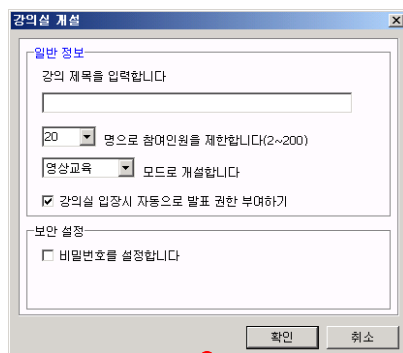 강의실 개설
일반 정보
강의 제목을 입력합니다
20 명으로 참여인원을 제한합니다(2~200)
영상교육 모드로 개설합니다
강의실 입장시 자동으로 발표 권한 부여하기
보안 설정
비밀번호를 설정합니다
확인 취소